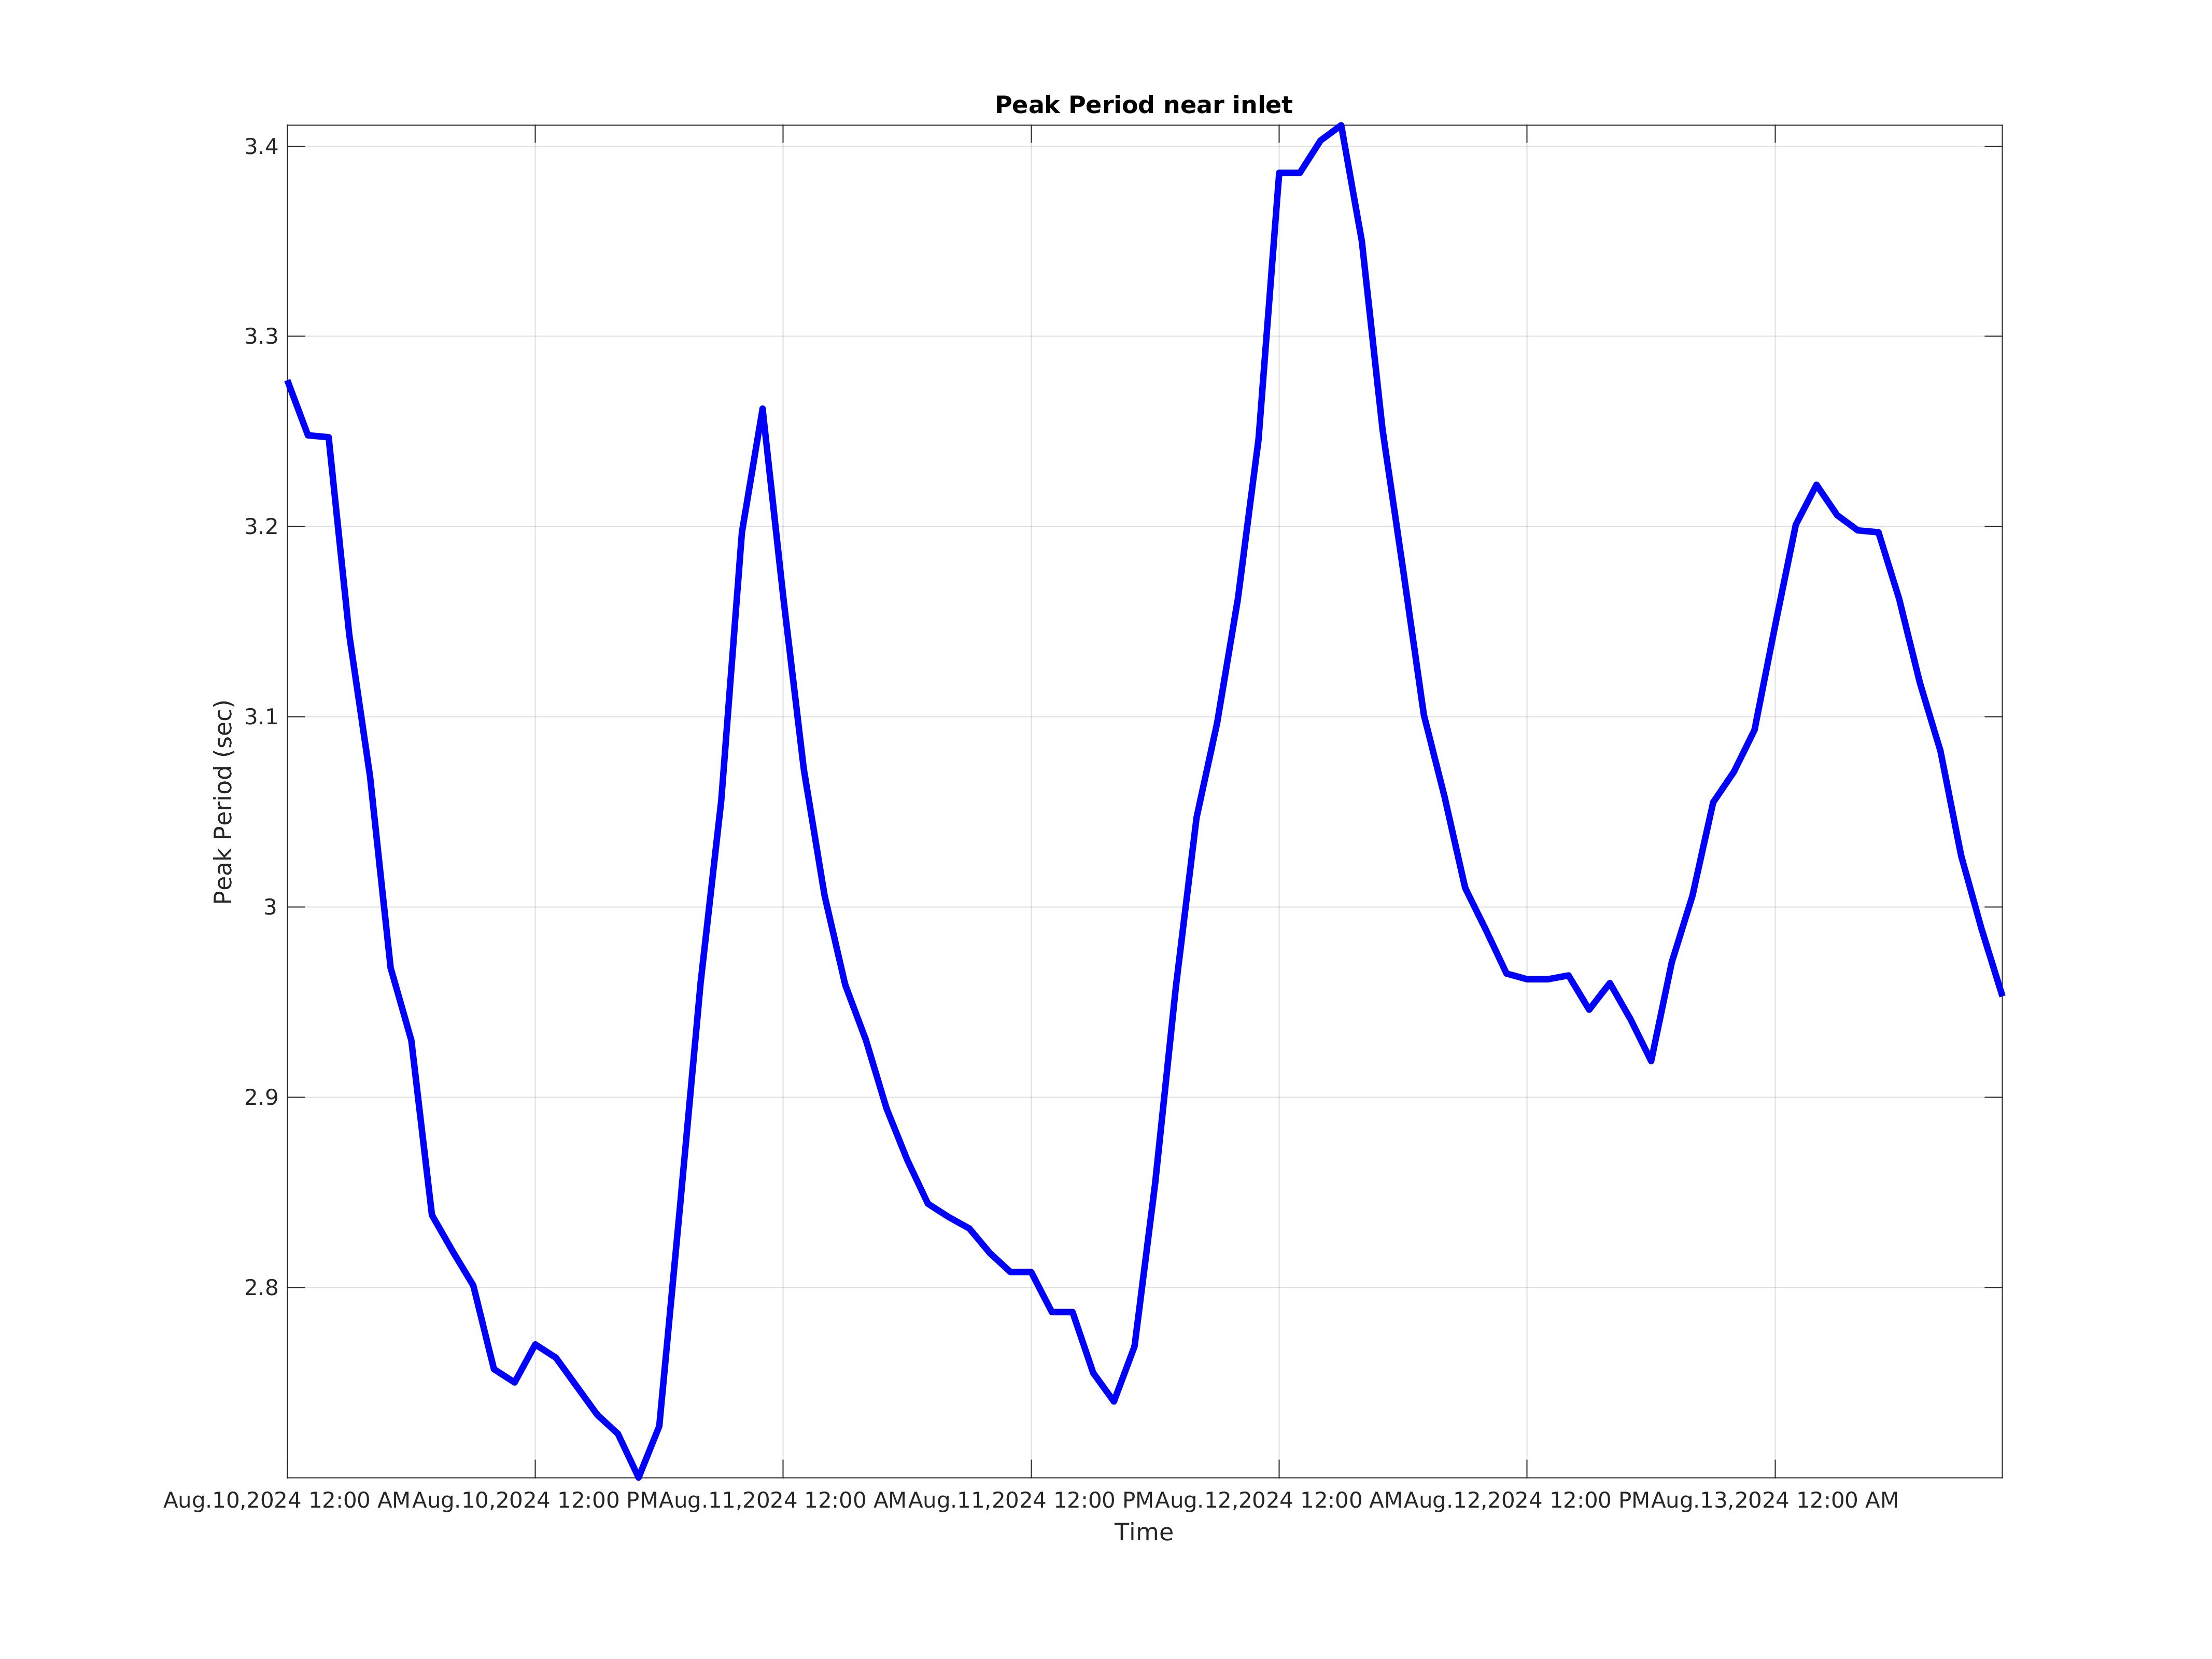 Peak Period near inlet
3.4
3.3
3.2
3.1
3
2.9
2.8
Peak Period (sec)
Aug.10,2024 12:00 AM Aug.10,2024 12:00 PM Aug.11,2024 12:00 AM Aug.11,2024 12:00 PM Aug.12,2024 12:00 AM Aug.12,2024 12:00 PM Aug.13,2024 12:00 AM
Time